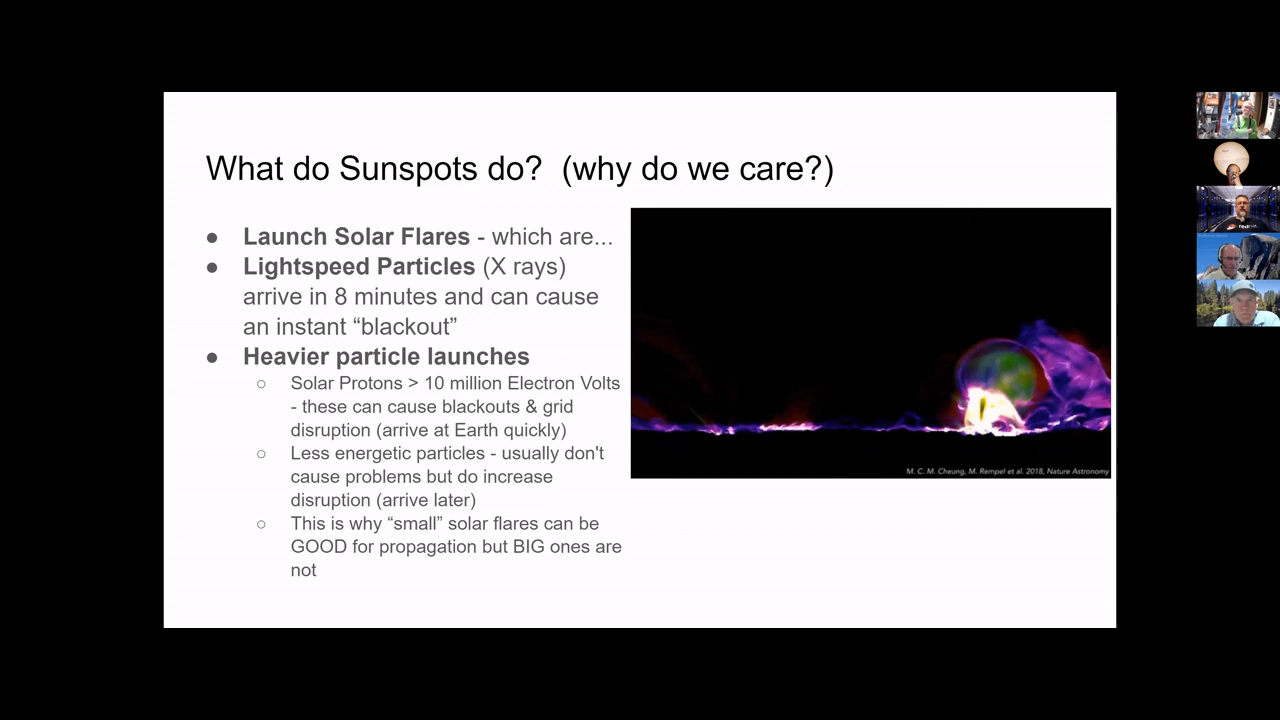 What do Sunspots do?  (why do we care?)
● Launch Solar Flares - which are...
● Lightspeed Particles (X rays)
arrive in 8 minutes and can cause
an instant “blackout”
● Heavier particle launches
○ Solar Protons > 10 million Electron Volts
- these can cause blackouts & grid
disruption (arrive at Earth quickly)
○ Less energetic particles - usually don't
cause problems but do increase
disruption (arrive later)
○ This is why “small” solar flares can be
GOOD for propagation but BIG ones are
not
M. C. M. Cheung, M. Rempel et al. 2018, Nature Astronomy